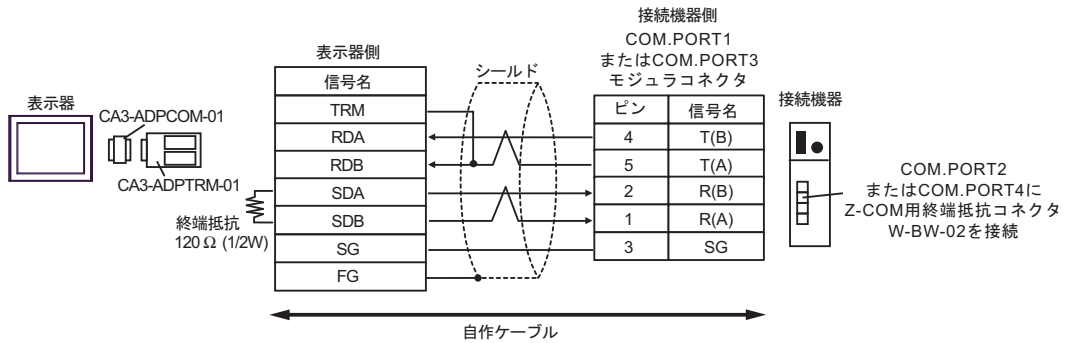 表示器
CA3-ADPCOM-01
CA3-ADPTRM-01
終端抵抗
120 Ω (1/2W)
表示器側
信号名
TRM
RDA
RDB
SDA
SDB
SG
FG
シールド
接続機器側
COM.PORT1
またはCOM.PORT3
モジュラコネクタ
ピン 信号名
4 T(B)
5 T(A)
2 R(B)
1 R(A)
3 SG
接続機器
COM.PORT2
またはCOM.PORT4に
Z-COM用終端抵抗コネクタ
W-BW-02を接続
自作ケーブル